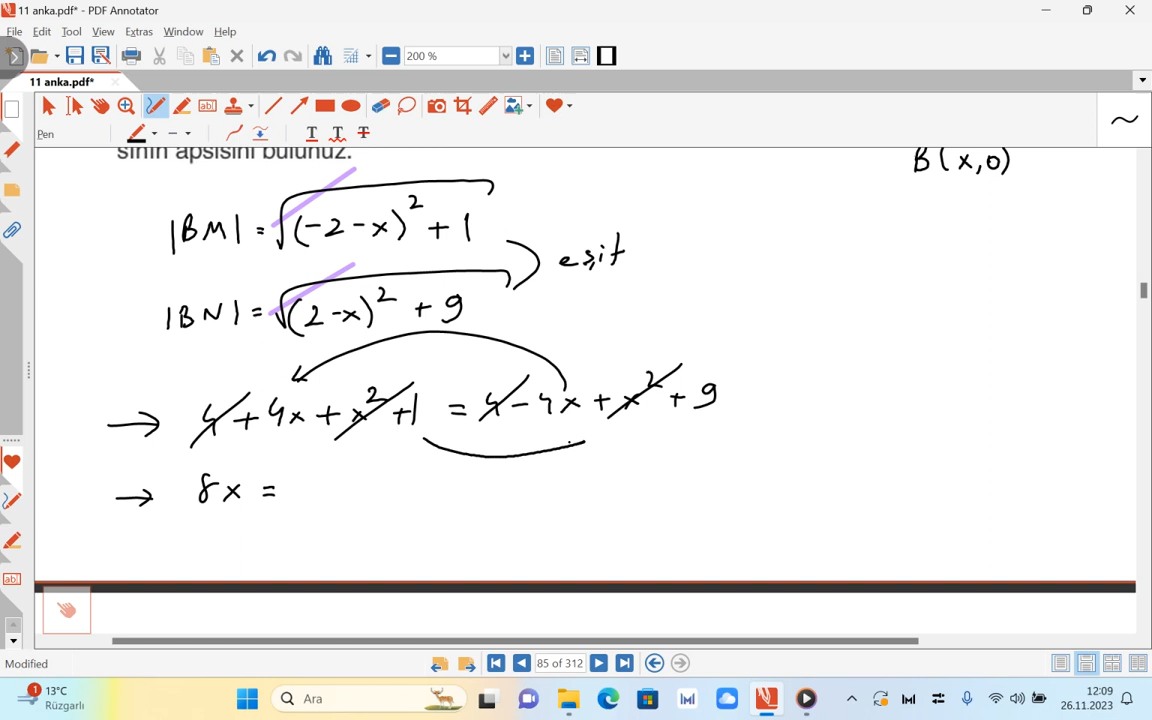 11 anka.pdf* - PDF Annotator
File Edit Tool View Extras Window Help
200 %
11 anka.pdf*
Pen
T T T
sinin apsisini bulunuz.
B(x,0)
|BM| = √(-2-x)² + 1
eşit
|BN| = √(2-x)² + 9
→ 4 + 4x + x² + 1 = 4 - 4x + x² + 9
→ 8x =
Modified
85 of 312
1
13°C
Rüzgarlı
Ara
12:09
26.11.2023